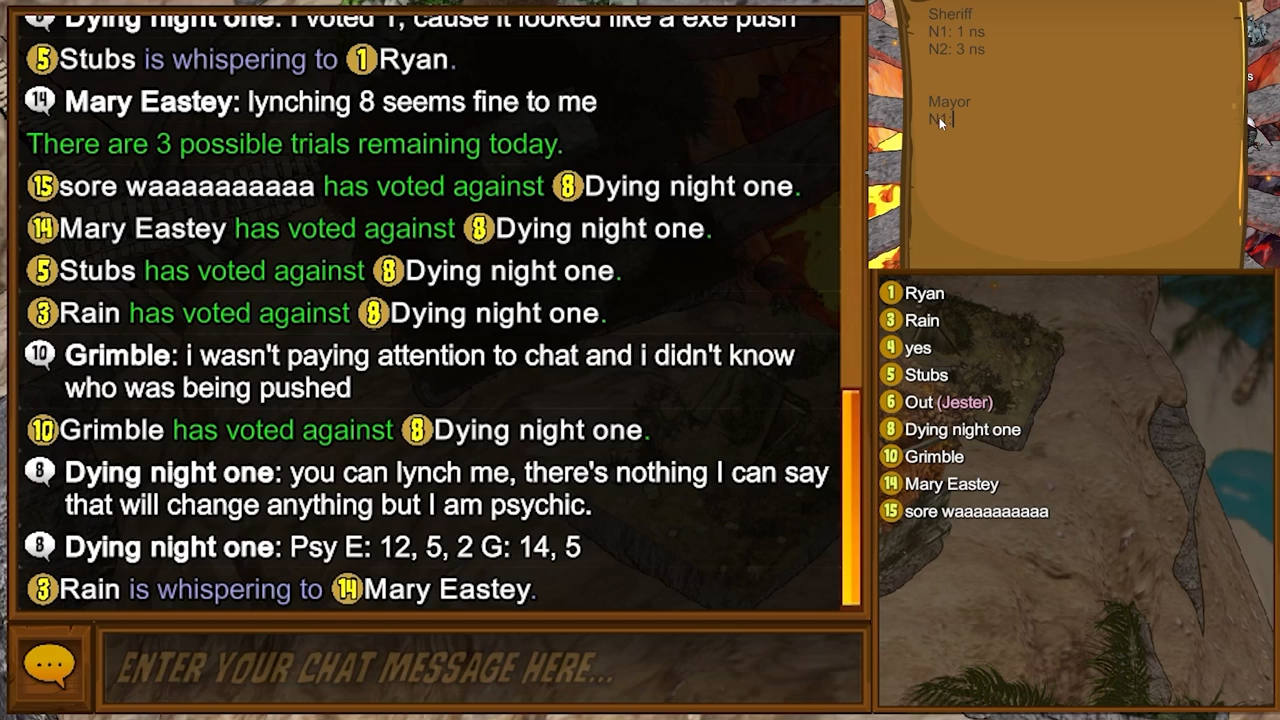 Dying night one: I voted 1, cause it looked like a exe push
5 Stubs is whispering to 1 Ryan.
14 Mary Eastey: lynching 8 seems fine to me
There are 3 possible trials remaining today.
15 sore waaaaaaaaaa has voted against 8 Dying night one.
14 Mary Eastey has voted against 8 Dying night one.
5 Stubs has voted against 8 Dying night one.
3 Rain has voted against 8 Dying night one.
10 Grimble: i wasn't paying attention to chat and i didn't know
who was being pushed
10 Grimble has voted against 8 Dying night one.
8 Dying night one: you can lynch me, there's nothing I can say
that will change anything but I am psychic.
8 Dying night one: Psy E: 12, 5, 2 G: 14, 5
3 Rain is whispering to 14 Mary Eastey.
ENTER YOUR CHAT MESSAGE HERE...
Sheriff
N1: 1 ns
N2: 3 ns
Mayor
N1:
1 Ryan
3 Rain
4 yes
5 Stubs
6 Out (Jester)
8 Dying night one
10 Grimble
14 Mary Eastey
15 sore waaaaaaaaaa